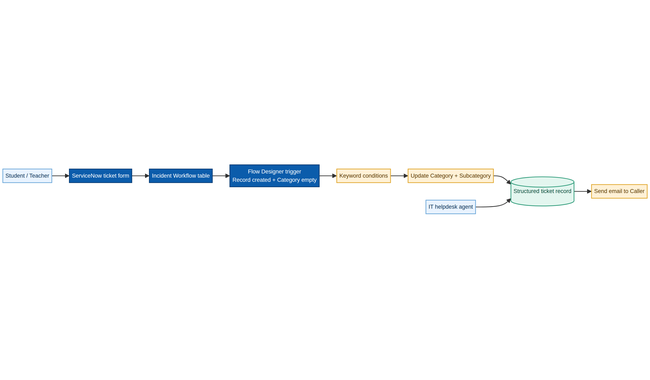 Student / Teacher
ServiceNow ticket form
Incident Workflow table
Flow Designer trigger
Record created + Category empty
Keyword conditions
Update Category + Subcategory
IT helpdesk agent
Structured ticket record
Send email to Caller